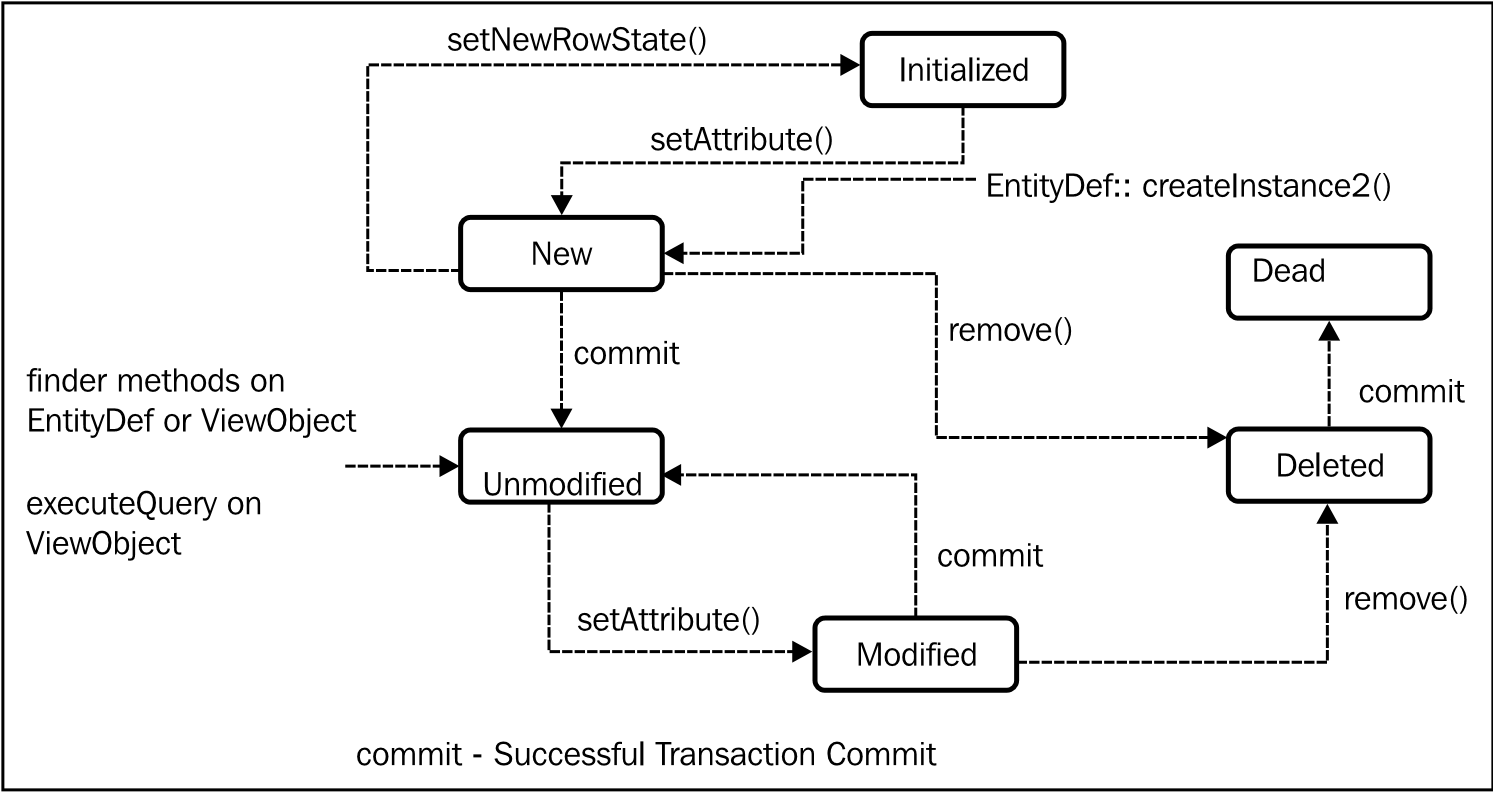 setNewRowState()
Initialized
setAttribute()
EntityDef:: createInstance2()
New
Dead
remove()
commit
finder methods on
EntityDef or ViewObject
commit
Deleted
Unmodified
executeQuery on
ViewObject
commit
remove()
setAttribute()
Modified
commit - Successful Transaction Commit